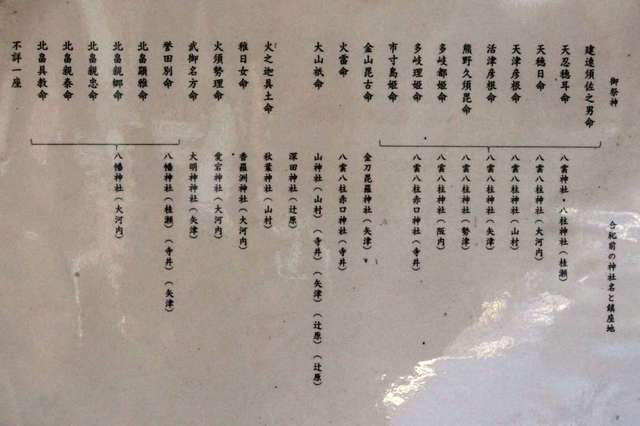 御祭神
合祀前の神社名と鎮座地
建速須佐之男命
天忍穂耳命
天穂日命
天津彦根命
活津彦根命
熊野久須毘命
多岐都姫命
多岐理姫命
市寸島姫命
八雲神社・八柱神社(桂瀬)
八雲八柱神社(大河内)
八雲八柱神社(山村)
八雲八柱神社(矢津)
八雲八柱神社(勢津)
八雲八柱神社(阪内)
八雲八柱赤口神社(寺井)
金山毘古命
金刀毘羅神社(矢津)
火雷命
八雲八柱赤口神社(寺井)
大山祇命
山神社(山村)(寺井)(矢津)(辻原)(辻原)
深田神社(辻原)
火之迦具土命
秋葉神社(山村)
稚日女命
香羅洲神社(大河内)
火須勢理命
愛宕神社(大河内)
武御名方命
大明神神社(矢津)
誉田別命
八幡神社(桂瀬)(寺井)(矢津)
北畠顕雅命
北畠親郷命
北畠親忠命
北畠親泰命
北畠具教命
八幡神社(大河内)
不詳一座